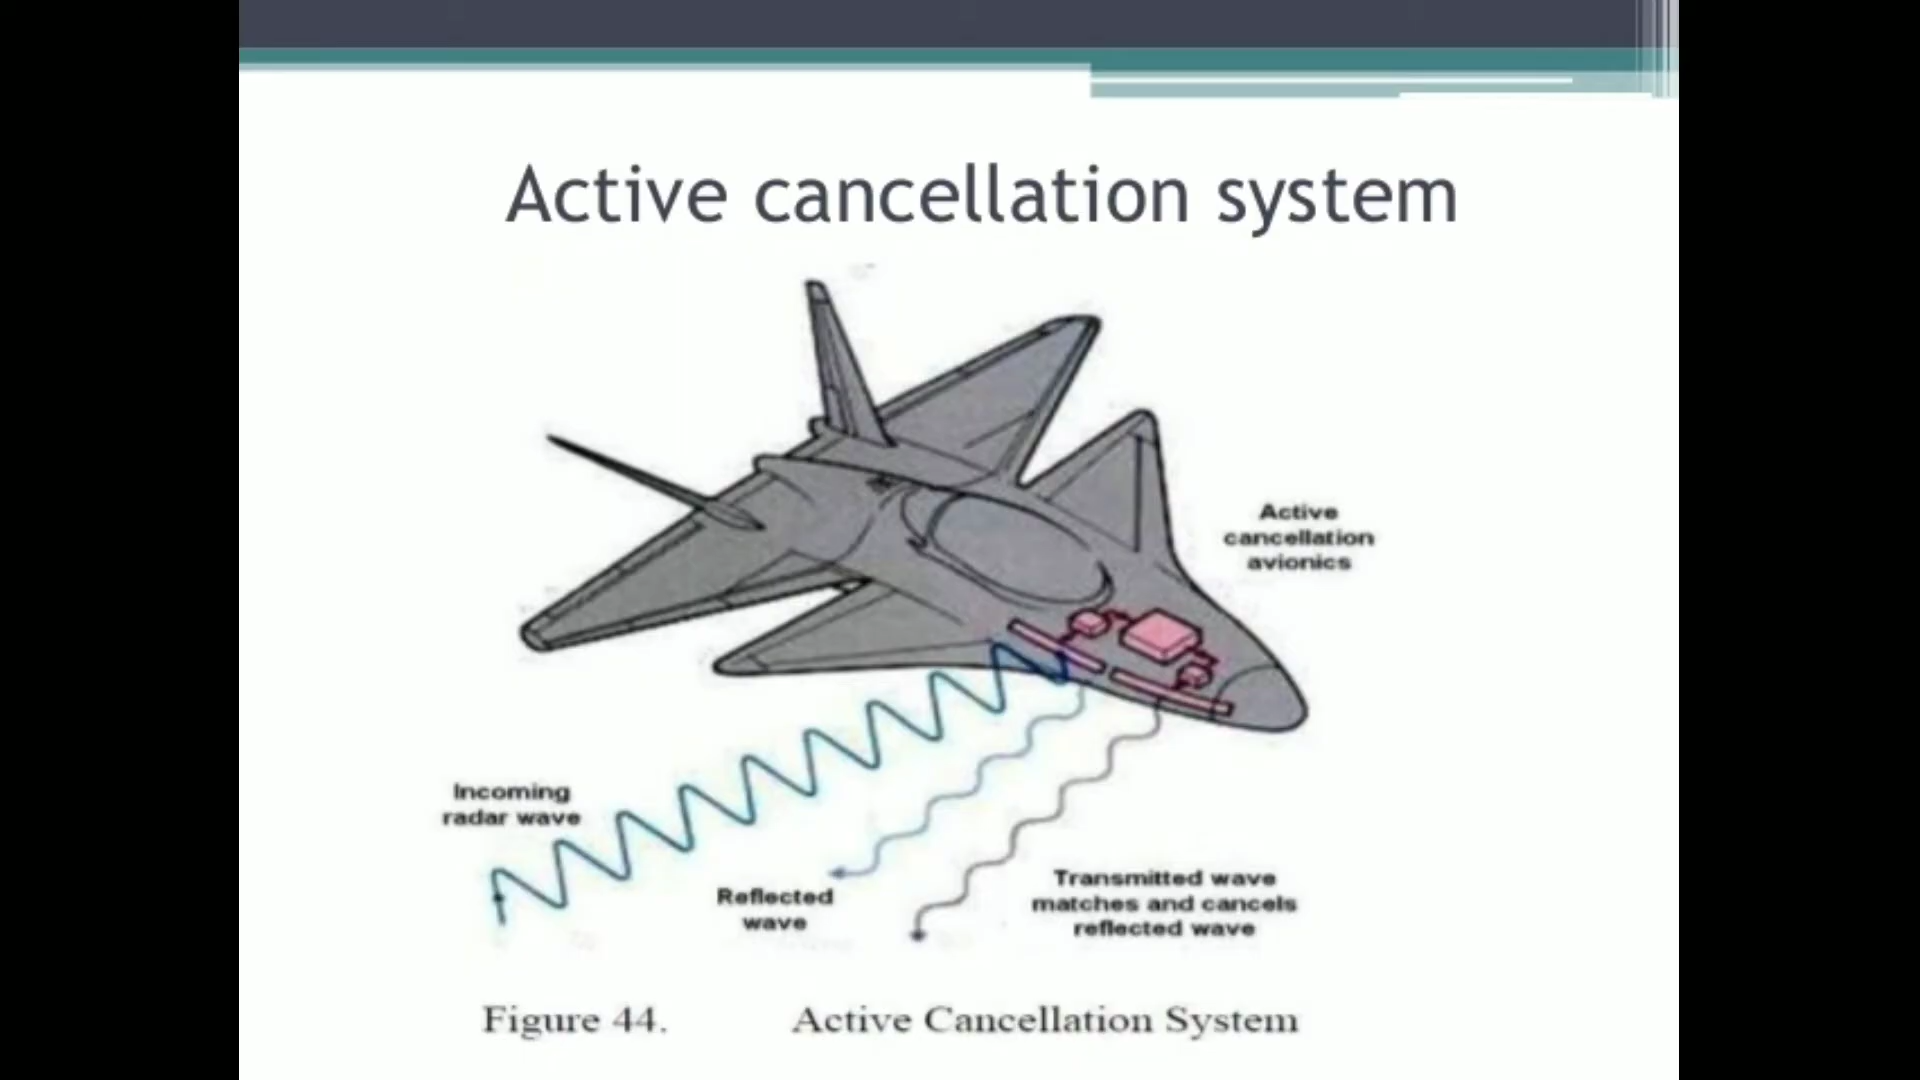 Active cancellation system
Active
cancellation
avionics
Incoming
radar wave
Reflected
wave
Transmitted wave
matches and cancels
reflected wave
Figure 44. Active Cancellation System